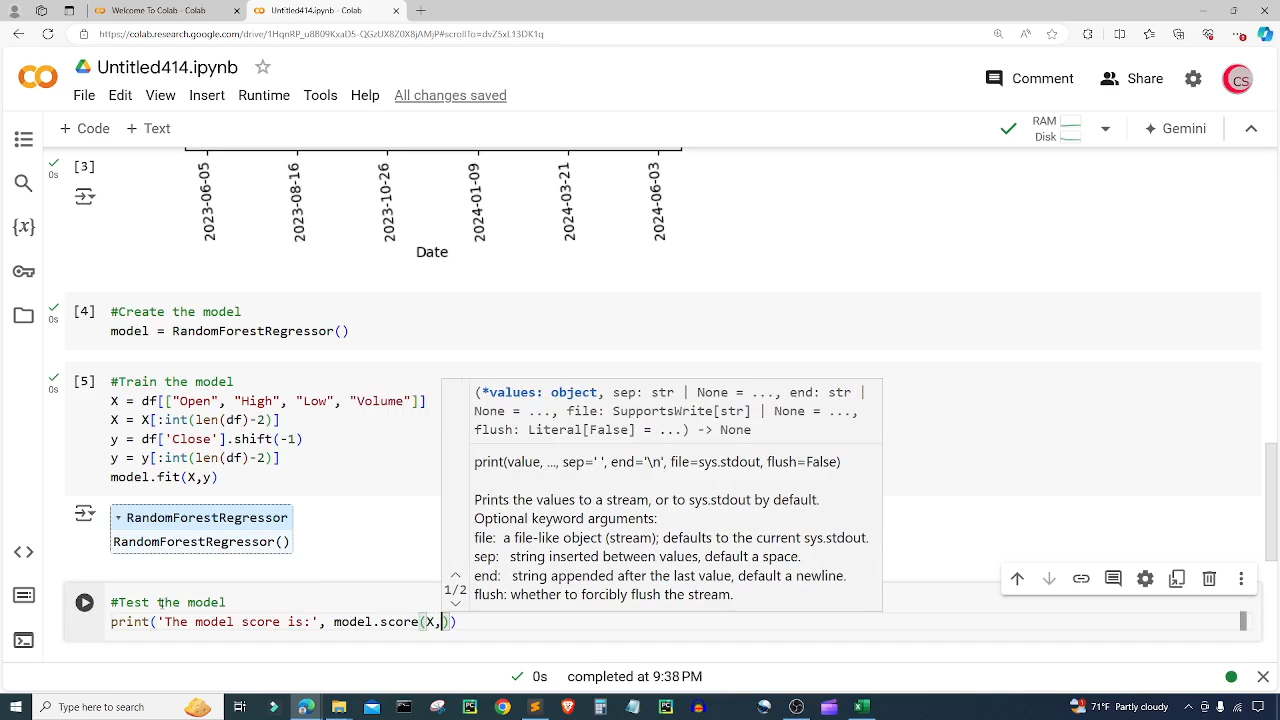 Welcome To Colab - Colab
Untitled414.ipynb - Colab
Untitled414.ipynb
Comment
Share
CS
File Edit View Insert Runtime Tools Help All changes saved
+ Code + Text
RAM
Disk
Gemini
[3]
0s
2023-06-05
2023-08-16
2023-10-26
2024-01-09
2024-03-21
2024-06-03
Date
[4]
0s
#Create the model
model = RandomForestRegressor()
[5]
0s
#Train the model
X = df[["Open", "High", "Low", "Volume"]]
X = X[:int(len(df)-2)]
y = df['Close'].shift(-1)
y = y[:int(len(df)-2)]
model.fit(X,y)
RandomForestRegressor
RandomForestRegressor()
(*values: object, sep: str | None = ..., end: str |
None = ..., file: SupportsWrite[str] | None = ...,
flush: Literal[False] = ...) -> None
print(value, ..., sep=' ', end='\n', file=sys.stdout, flush=False)
Prints the values to a stream, or to sys.stdout by default.
Optional keyword arguments:
file: a file-like object (stream); defaults to the current sys.stdout.
sep: string inserted between values, default a space.
end: string appended after the last value, default a newline.
flush: whether to forcibly flush the stream.
1/2
#Test the model
print('The model score is:', model.score(X,))
0s completed at 9:38 PM
Type here to search
71°F Partly cloudy